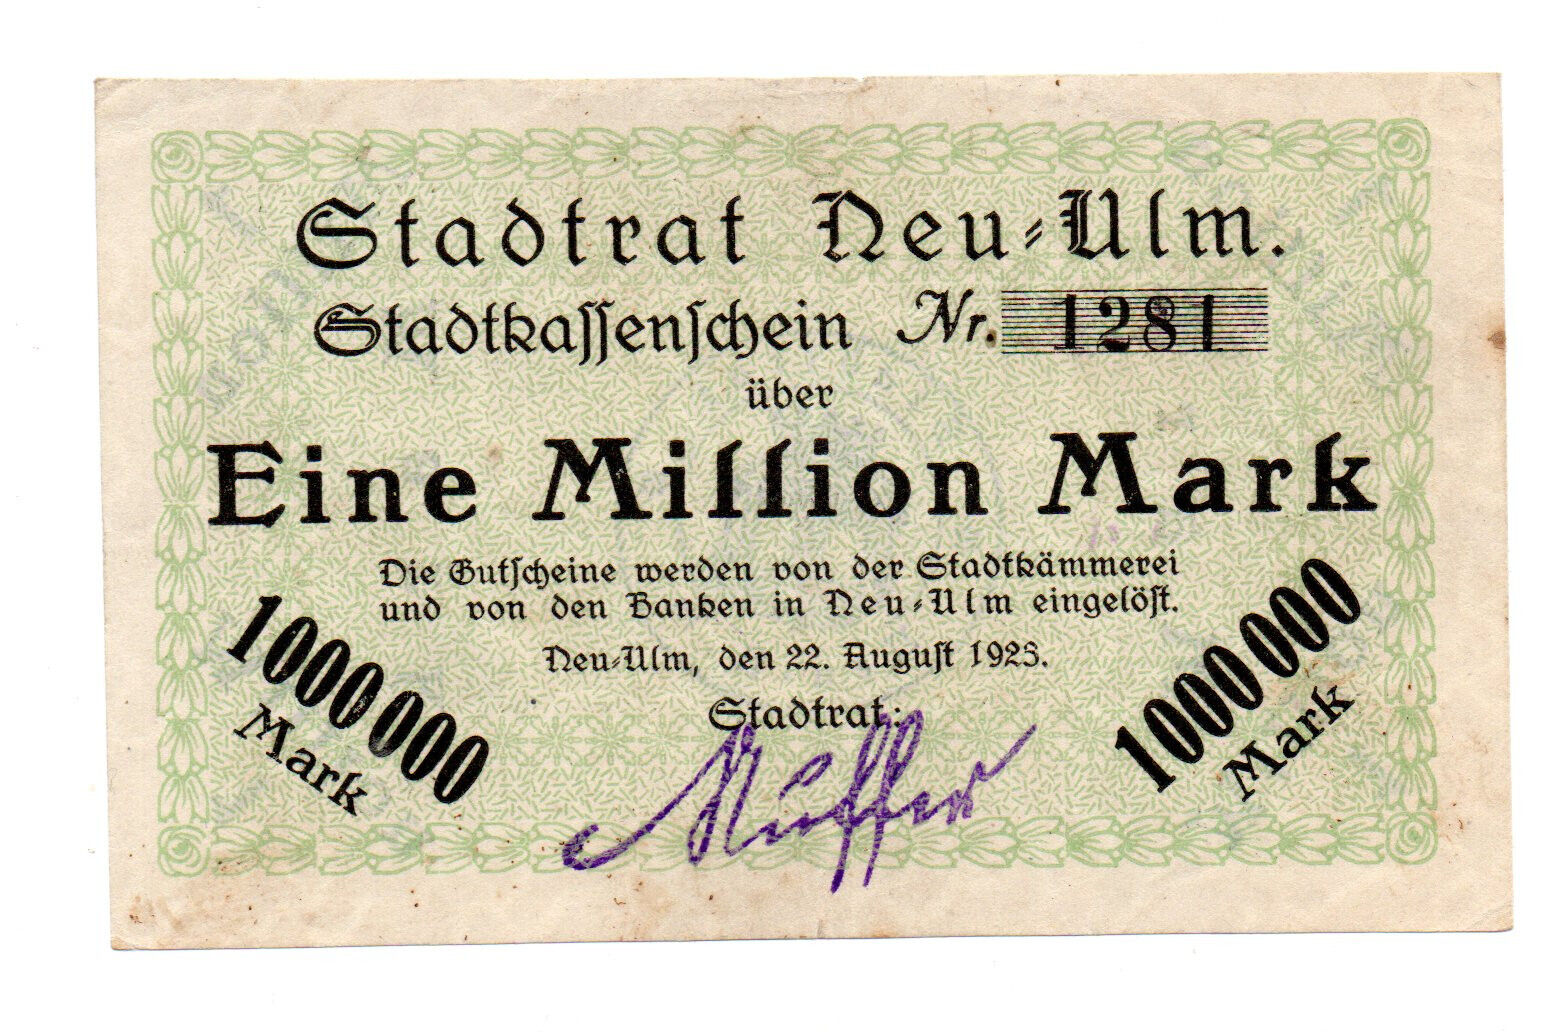 Stadtrat Neu-Ulm.
Stadtkassenschein Nr. 1281
über
Eine Million Mark
Die Gutscheine werden von der Stadtkämmerei
und von den Banken in Neu-Ulm eingelöst.
Neu-Ulm, den 22. August 1923.
Stadtrat:
Nuffer
1000000
Mark
1000000
Mark